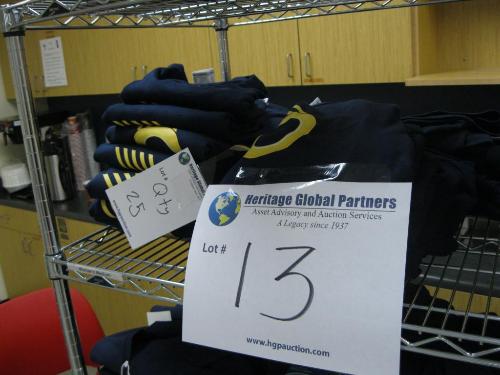 Heritage Global Partners
Asset Advisory and Auction Services
A Legacy since 1937
Lot #
13
www.hgpauction.com
Lot #
Qty
25